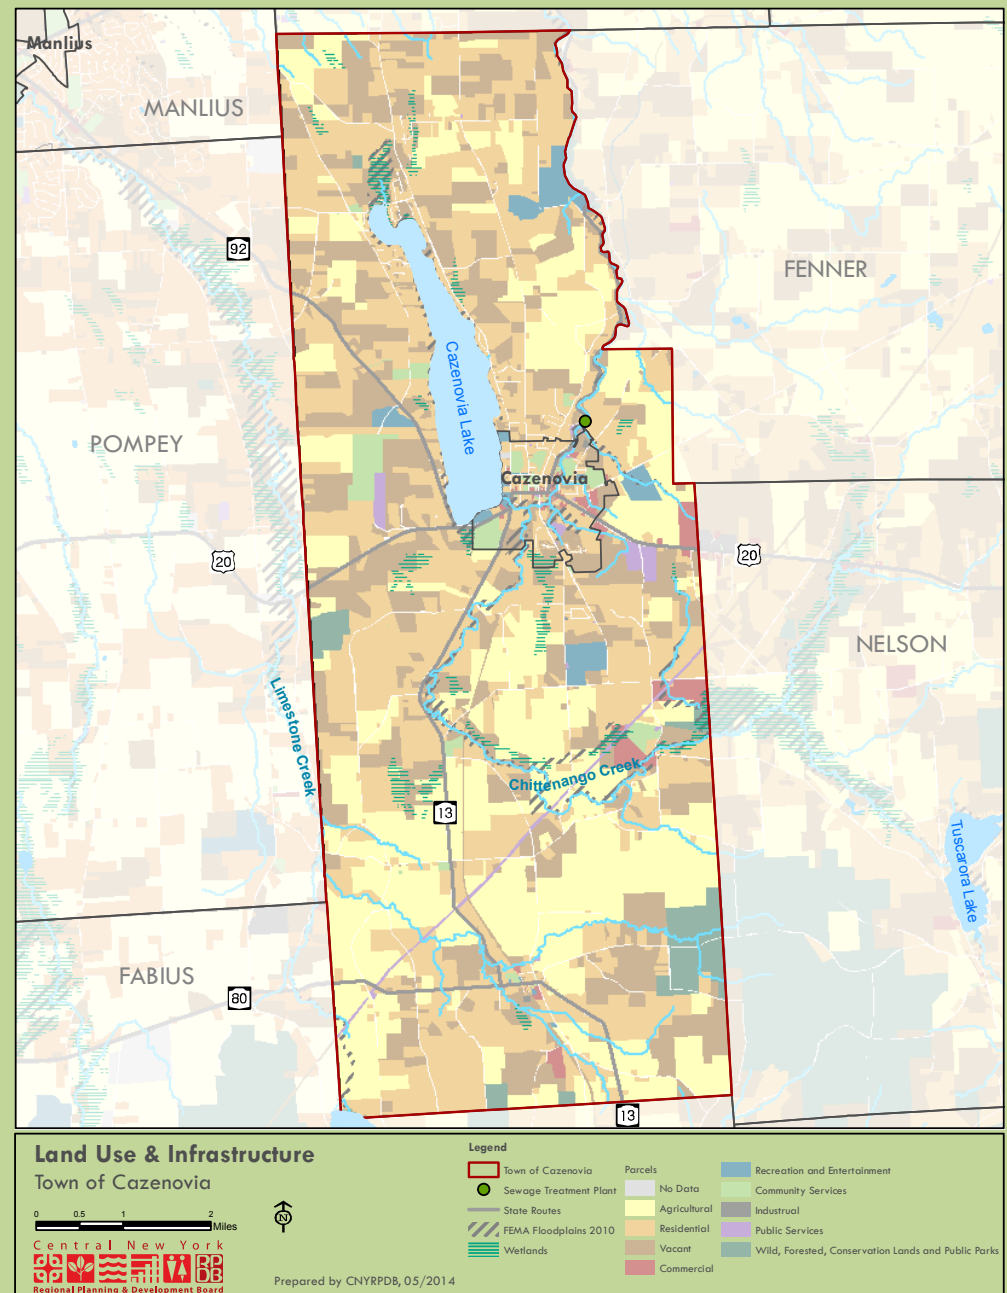 Manlius
MANLIUS
92
FENNER
Cazenovia Lake
POMPEY
Cazenovia
20
20
NELSON
Limestone Creek
Chittenango Creek
13
Tuscarora Lake
FABIUS
80
13
Land Use & Infrastructure
Town of Cazenovia
0 0.5 1 2
Miles
N
Central New York
RP
DB
Regional Planning & Development Board
Prepared by CNYRPDB, 05/2014
Legend
Town of Cazenovia
Sewage Treatment Plant
State Routes
FEMA Floodplains 2010
Wetlands
Parcels
No Data
Agricultural
Residential
Vacant
Commercial
Recreation and Entertainment
Community Services
Industrual
Public Services
Wild, Forested, Conservation Lands and Public Parks